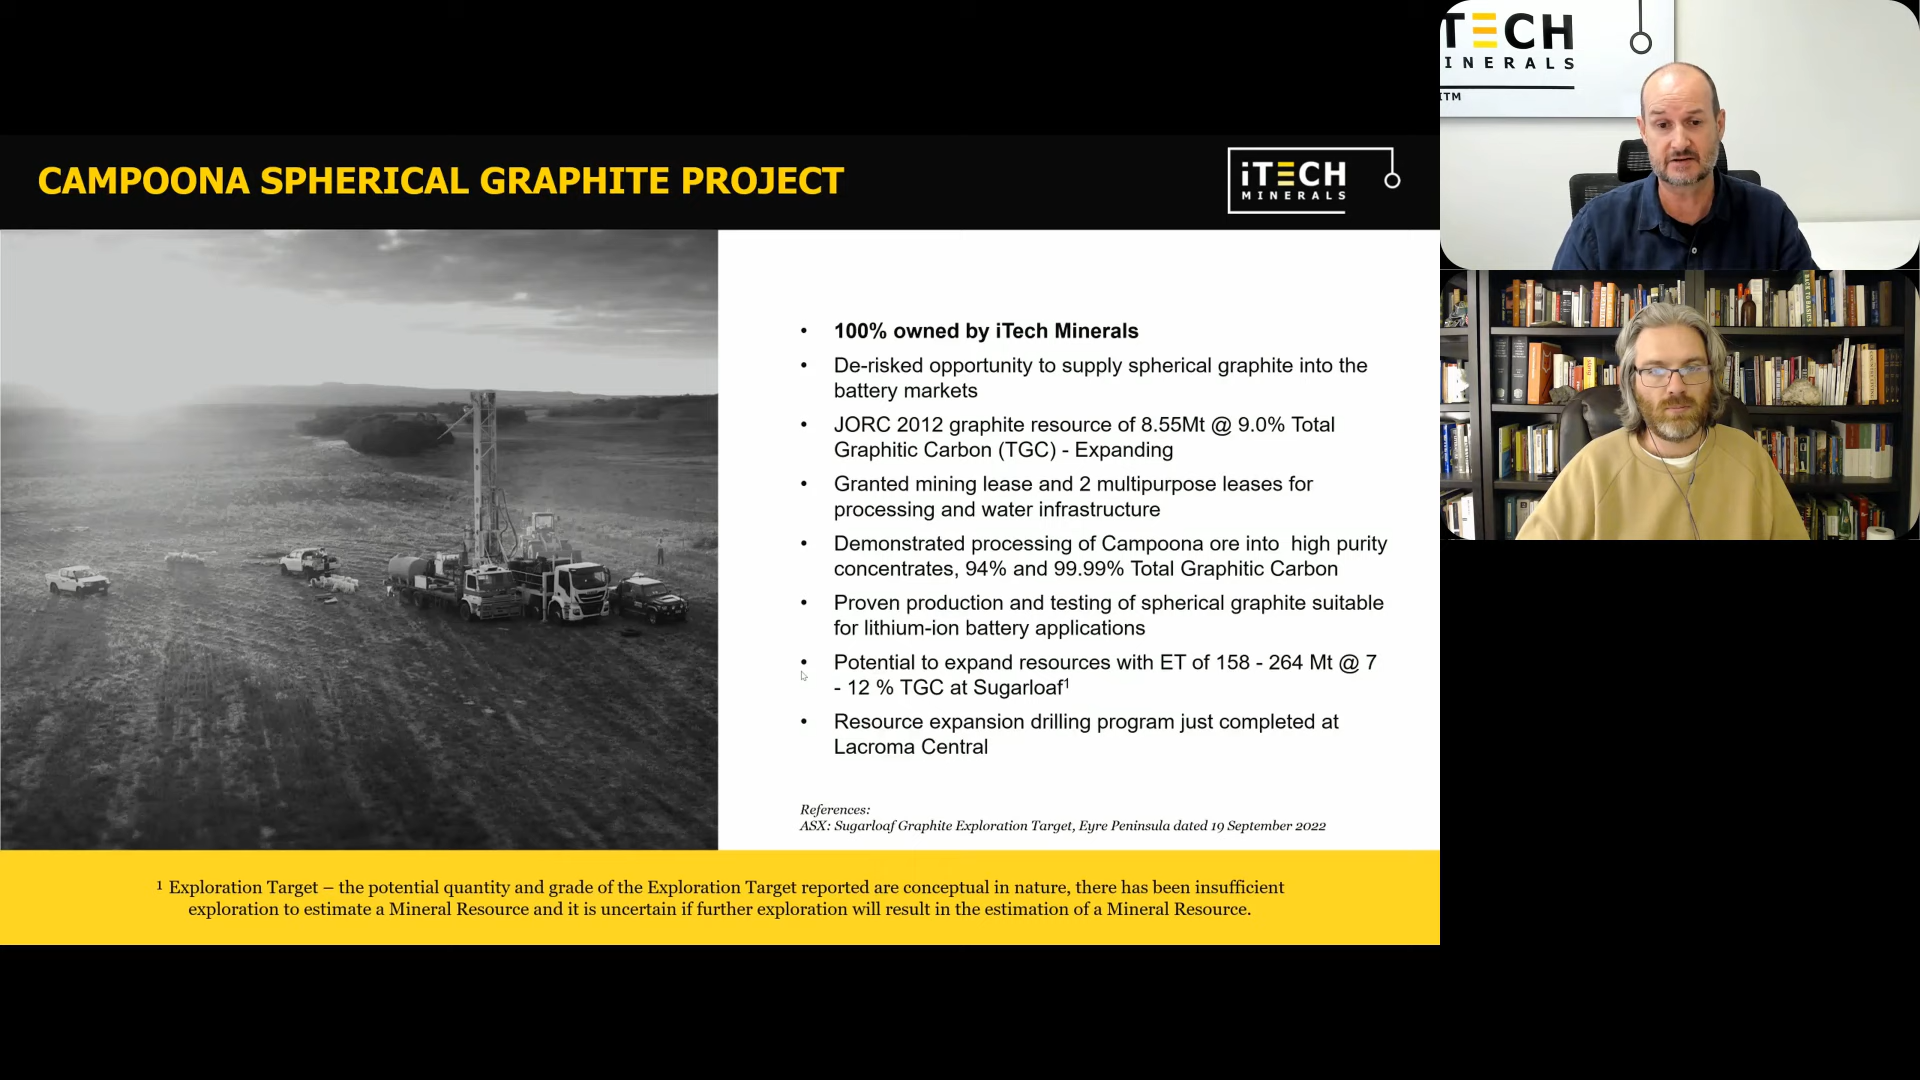 CAMPOONA SPHERICAL GRAPHITE PROJECT
iTECH
MINERALS
• 100% owned by iTech Minerals
• De-risked opportunity to supply spherical graphite into the
battery markets
• JORC 2012 graphite resource of 8.55Mt @ 9.0% Total
Graphitic Carbon (TGC) - Expanding
• Granted mining lease and 2 multipurpose leases for
processing and water infrastructure
• Demonstrated processing of Campoona ore into high purity
concentrates, 94% and 99.99% Total Graphitic Carbon
• Proven production and testing of spherical graphite suitable
for lithium-ion battery applications
• Potential to expand resources with ET of 158 - 264 Mt @ 7
- 12 % TGC at Sugarloaf¹
• Resource expansion drilling program just completed at
Lacroma Central
References:
ASX: Sugarloaf Graphite Exploration Target, Eyre Peninsula dated 19 September 2022
¹ Exploration Target – the potential quantity and grade of the Exploration Target reported are conceptual in nature, there has been insufficient
exploration to estimate a Mineral Resource and it is uncertain if further exploration will result in the estimation of a Mineral Resource.
TECH
INERALS
ITM
BACK TO BASICS